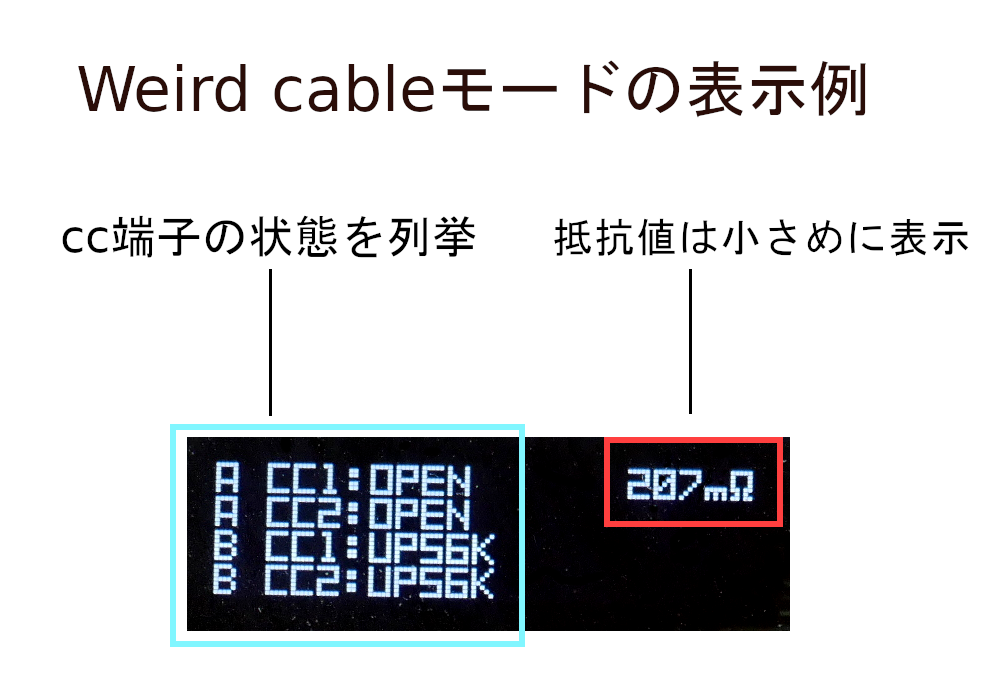 Weird cableモードの表示例
cc端子の状態を列挙
抵抗値は小さめに表示
A CC1:OPEN
A CC2:OPEN
B CC1:UP56K
B CC2:UP56K
207mΩ